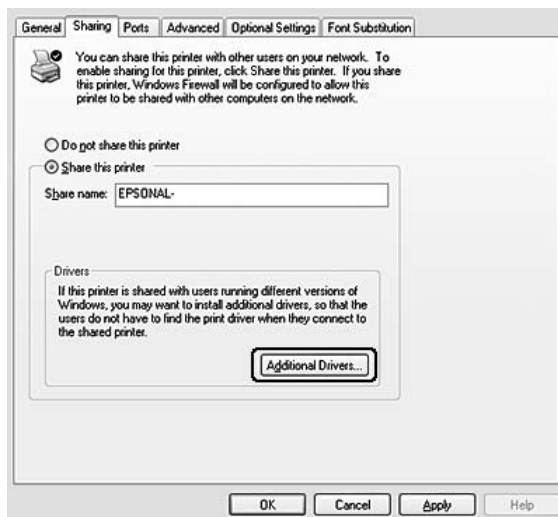 General Sharing Ports Advanced Optional Settings Font Substitution
You can share this printer with other users on your network. To
enable sharing for this printer, click Share this printer. If you share
this printer, Windows Firewall will be configured to allow this
printer to be shared with other computers on the network.
Do not share this printer
Share this printer
Share name: EPSONAL-
Drivers
If this printer is shared with users running different versions of
Windows, you may want to install additional drivers, so that the
users do not have to find the print driver when they connect to
the shared printer.
Additional Drivers...
OK Cancel Apply Help